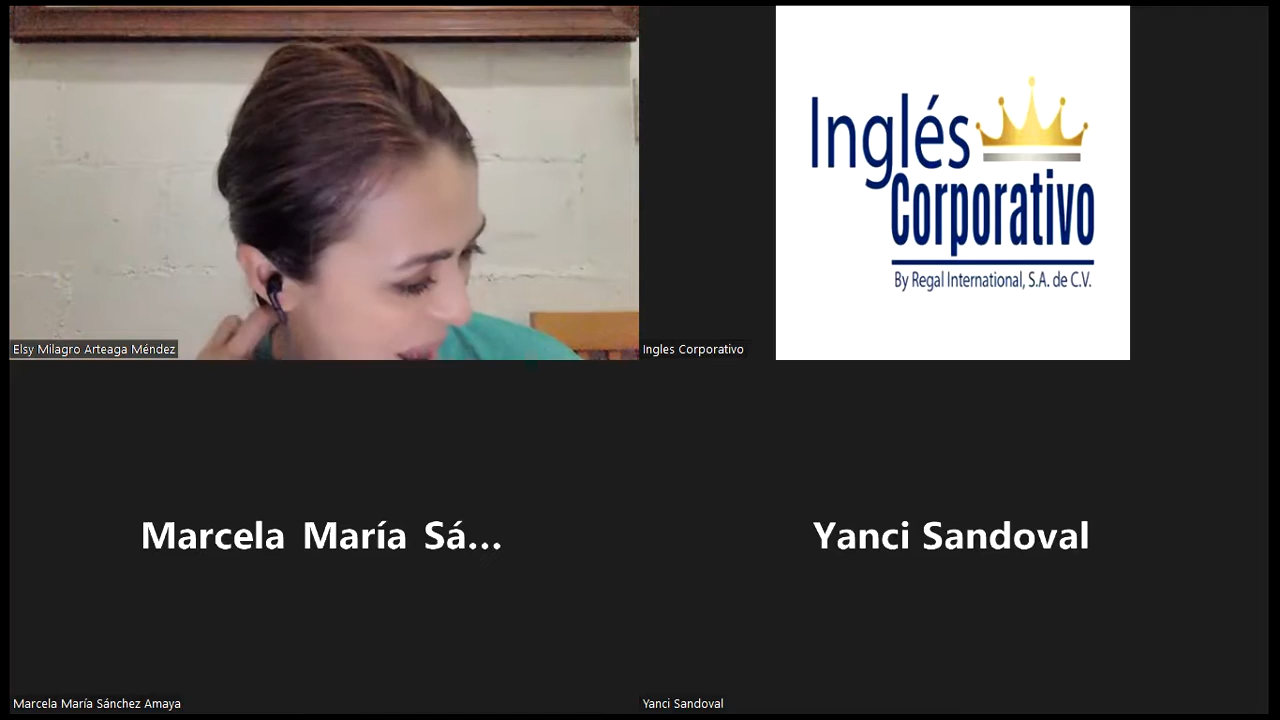 Inglés
Corporativo
By Regal International, S.A. de C.V.
Elsy Milagro Arteaga Méndez
Ingles Corporativo
Marcela María Sá...
Yanci Sandoval
Marcela María Sánchez Amaya
Yanci Sandoval